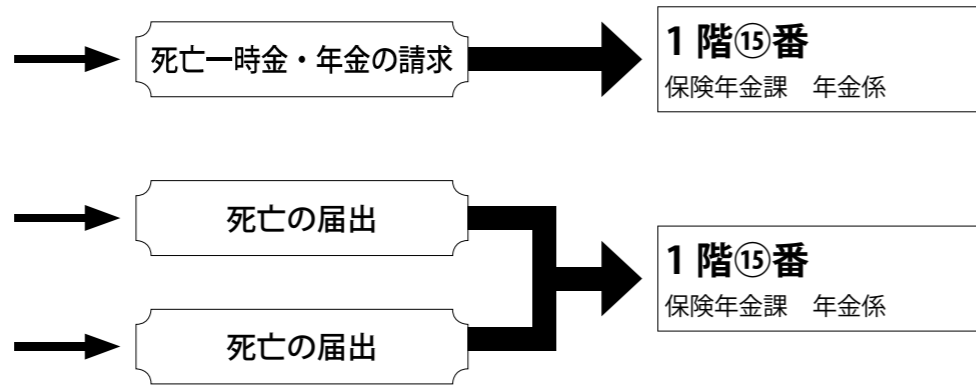 死亡一時金・年金の請求
1階⑮番
保険年金課　年金係
死亡の届出
死亡の届出
1階⑮番
保険年金課　年金係